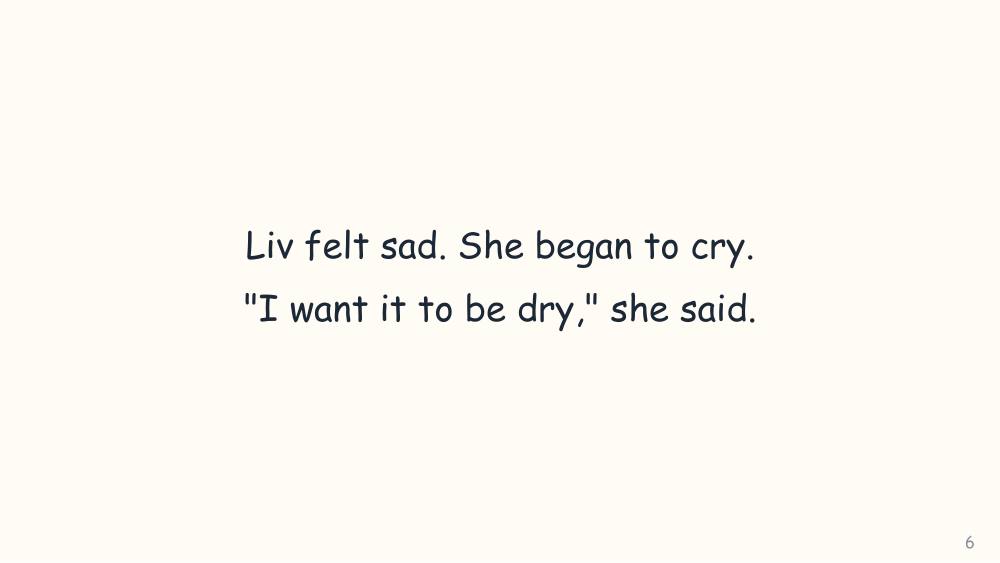 Liv felt sad. She began to cry.
"I want it to be dry," she said.
6